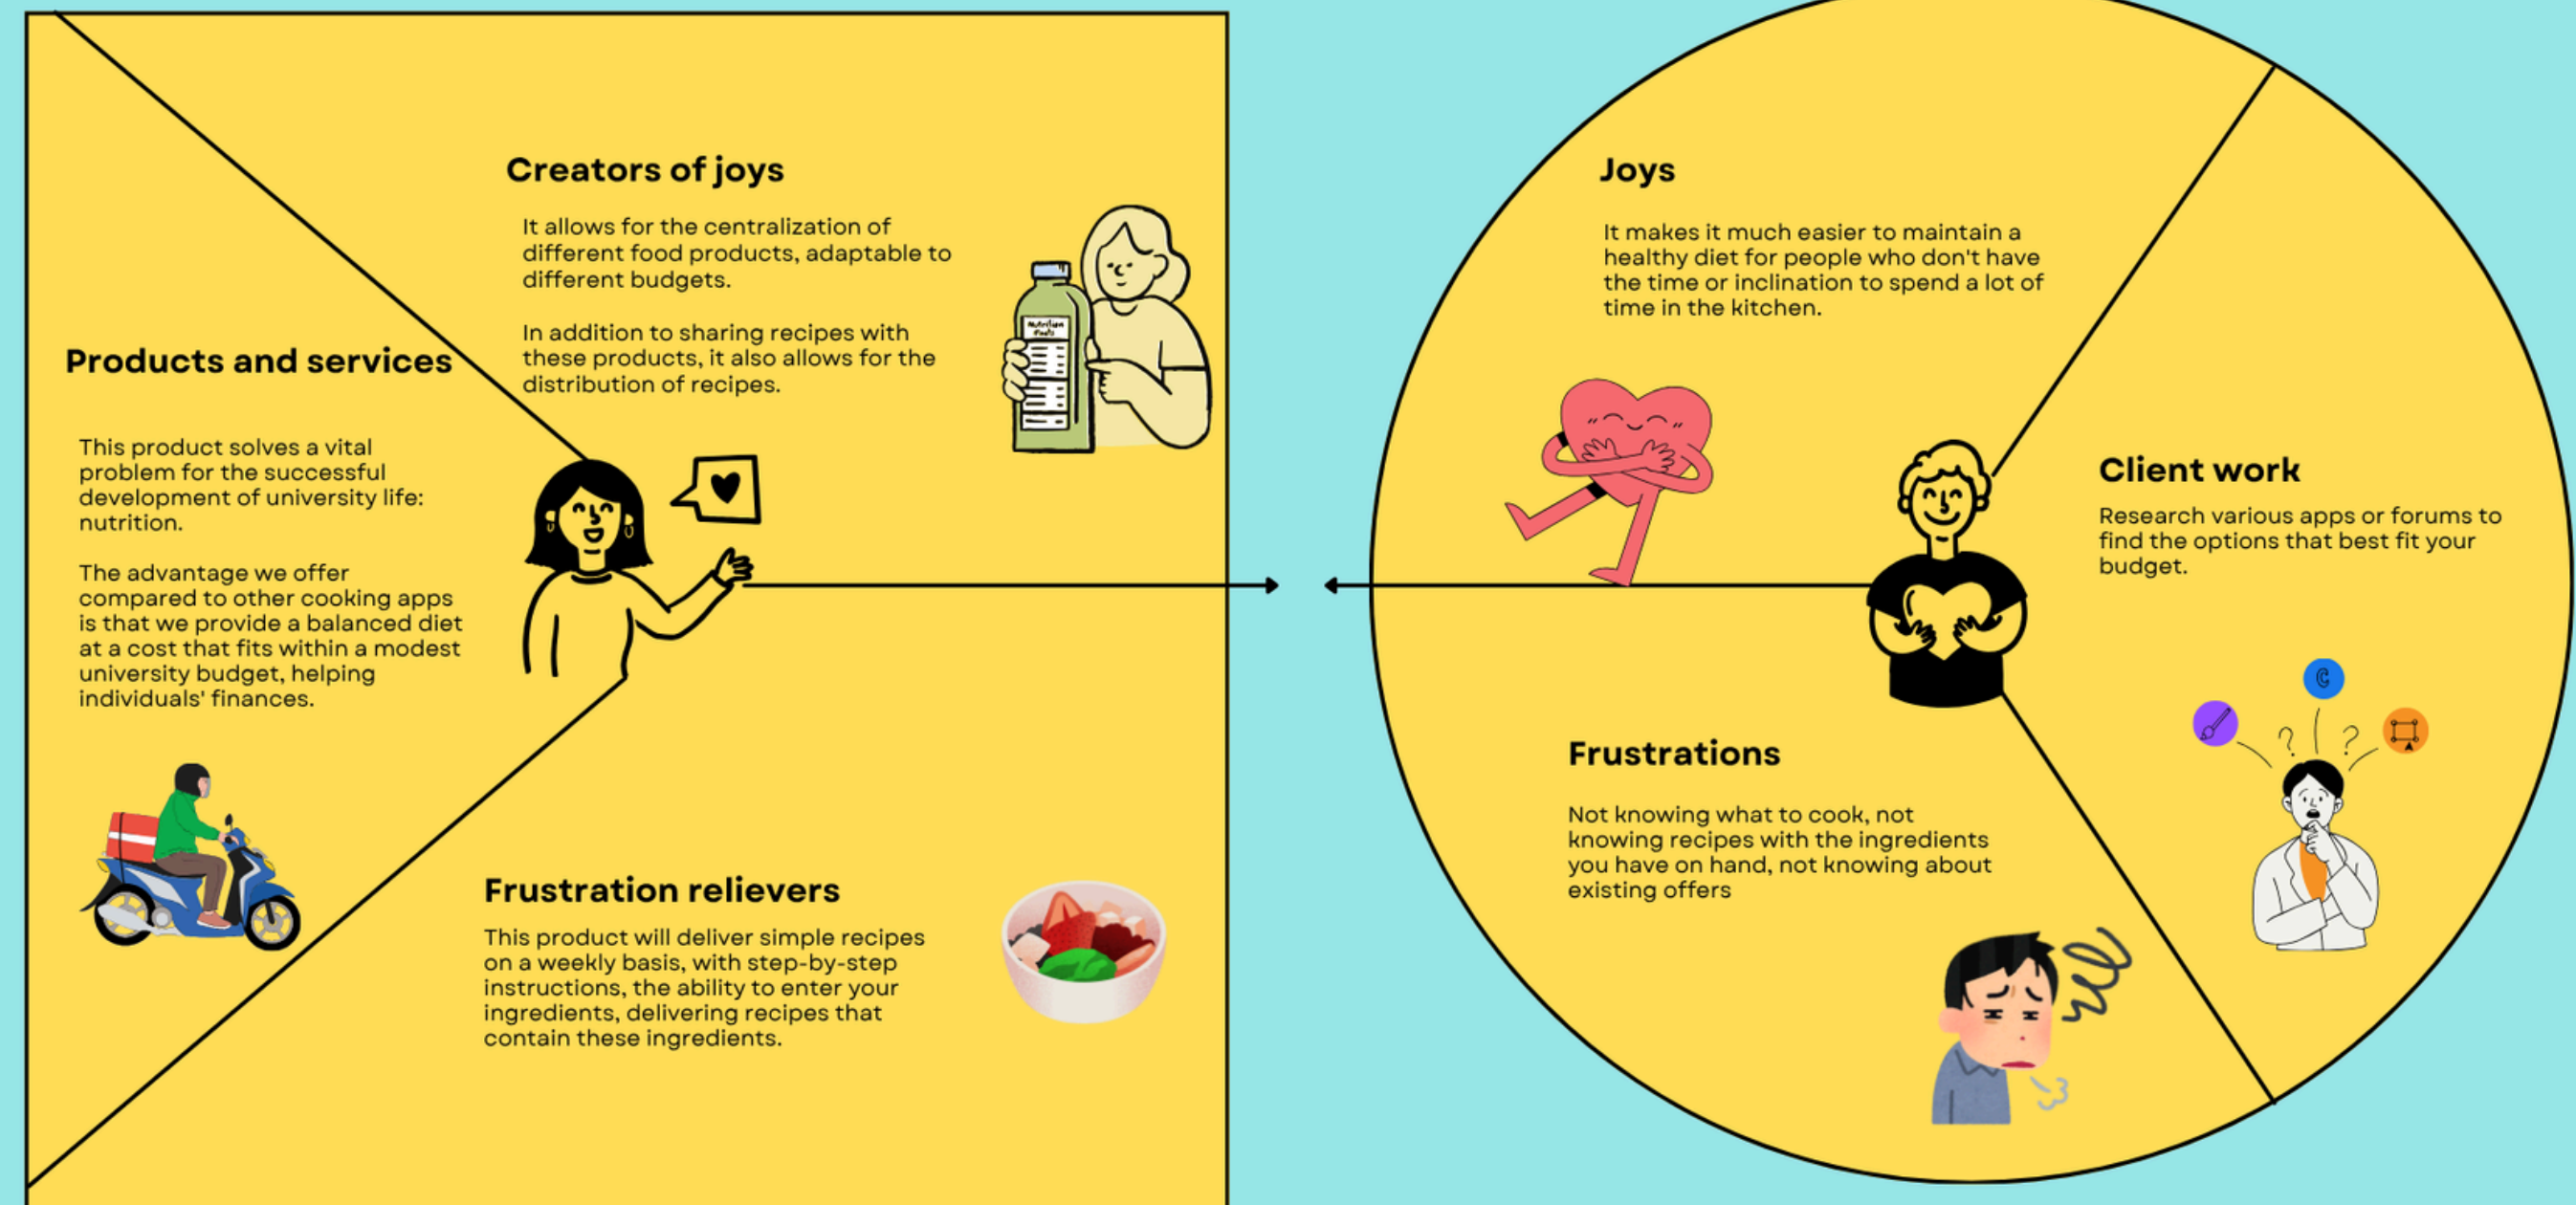 Creators of joys
It allows for the centralization of
different food products, adaptable to
different budgets.
In addition to sharing recipes with
these products, it also allows for the
distribution of recipes.
Nutrition
Facts
Products and services
This product solves a vital
problem for the successful
development of university life:
nutrition.
The advantage we offer
compared to other cooking apps
is that we provide a balanced diet
at a cost that fits within a modest
university budget, helping
individuals' finances.
Frustration relievers
This product will deliver simple recipes
on a weekly basis, with step-by-step
instructions, the ability to enter your
ingredients, delivering recipes that
contain these ingredients.
Joys
It makes it much easier to maintain a
healthy diet for people who don't have
the time or inclination to spend a lot of
time in the kitchen.
Client work
Research various apps or forums to
find the options that best fit your
budget.
C
? ?
Frustrations
Not knowing what to cook, not
knowing recipes with the ingredients
you have on hand, not knowing about
existing offers